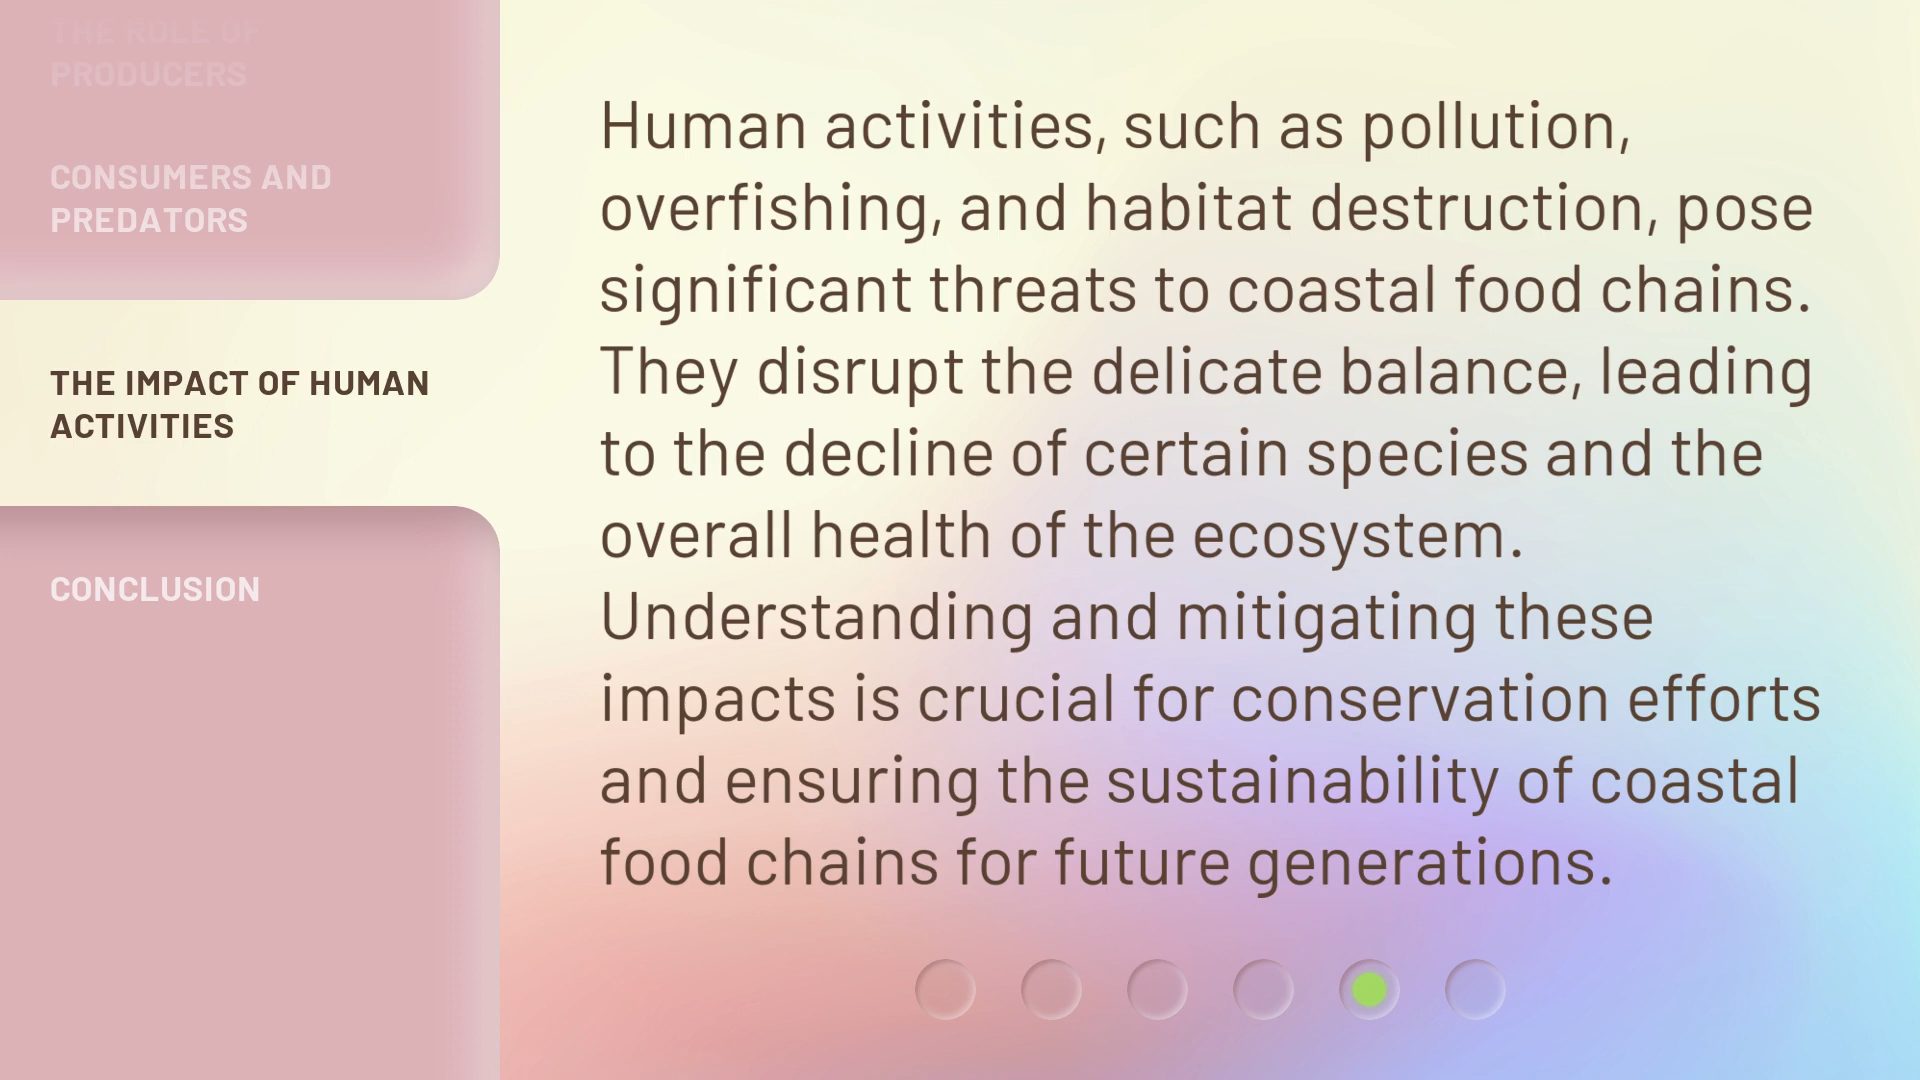 THE ROLE OF
PRODUCERS
CONSUMERS AND
PREDATORS
THE IMPACT OF HUMAN
ACTIVITIES
CONCLUSION
Human activities, such as pollution,
overfishing, and habitat destruction, pose
significant threats to coastal food chains.
They disrupt the delicate balance, leading
to the decline of certain species and the
overall health of the ecosystem.
Understanding and mitigating these
impacts is crucial for conservation efforts
and ensuring the sustainability of coastal
food chains for future generations.